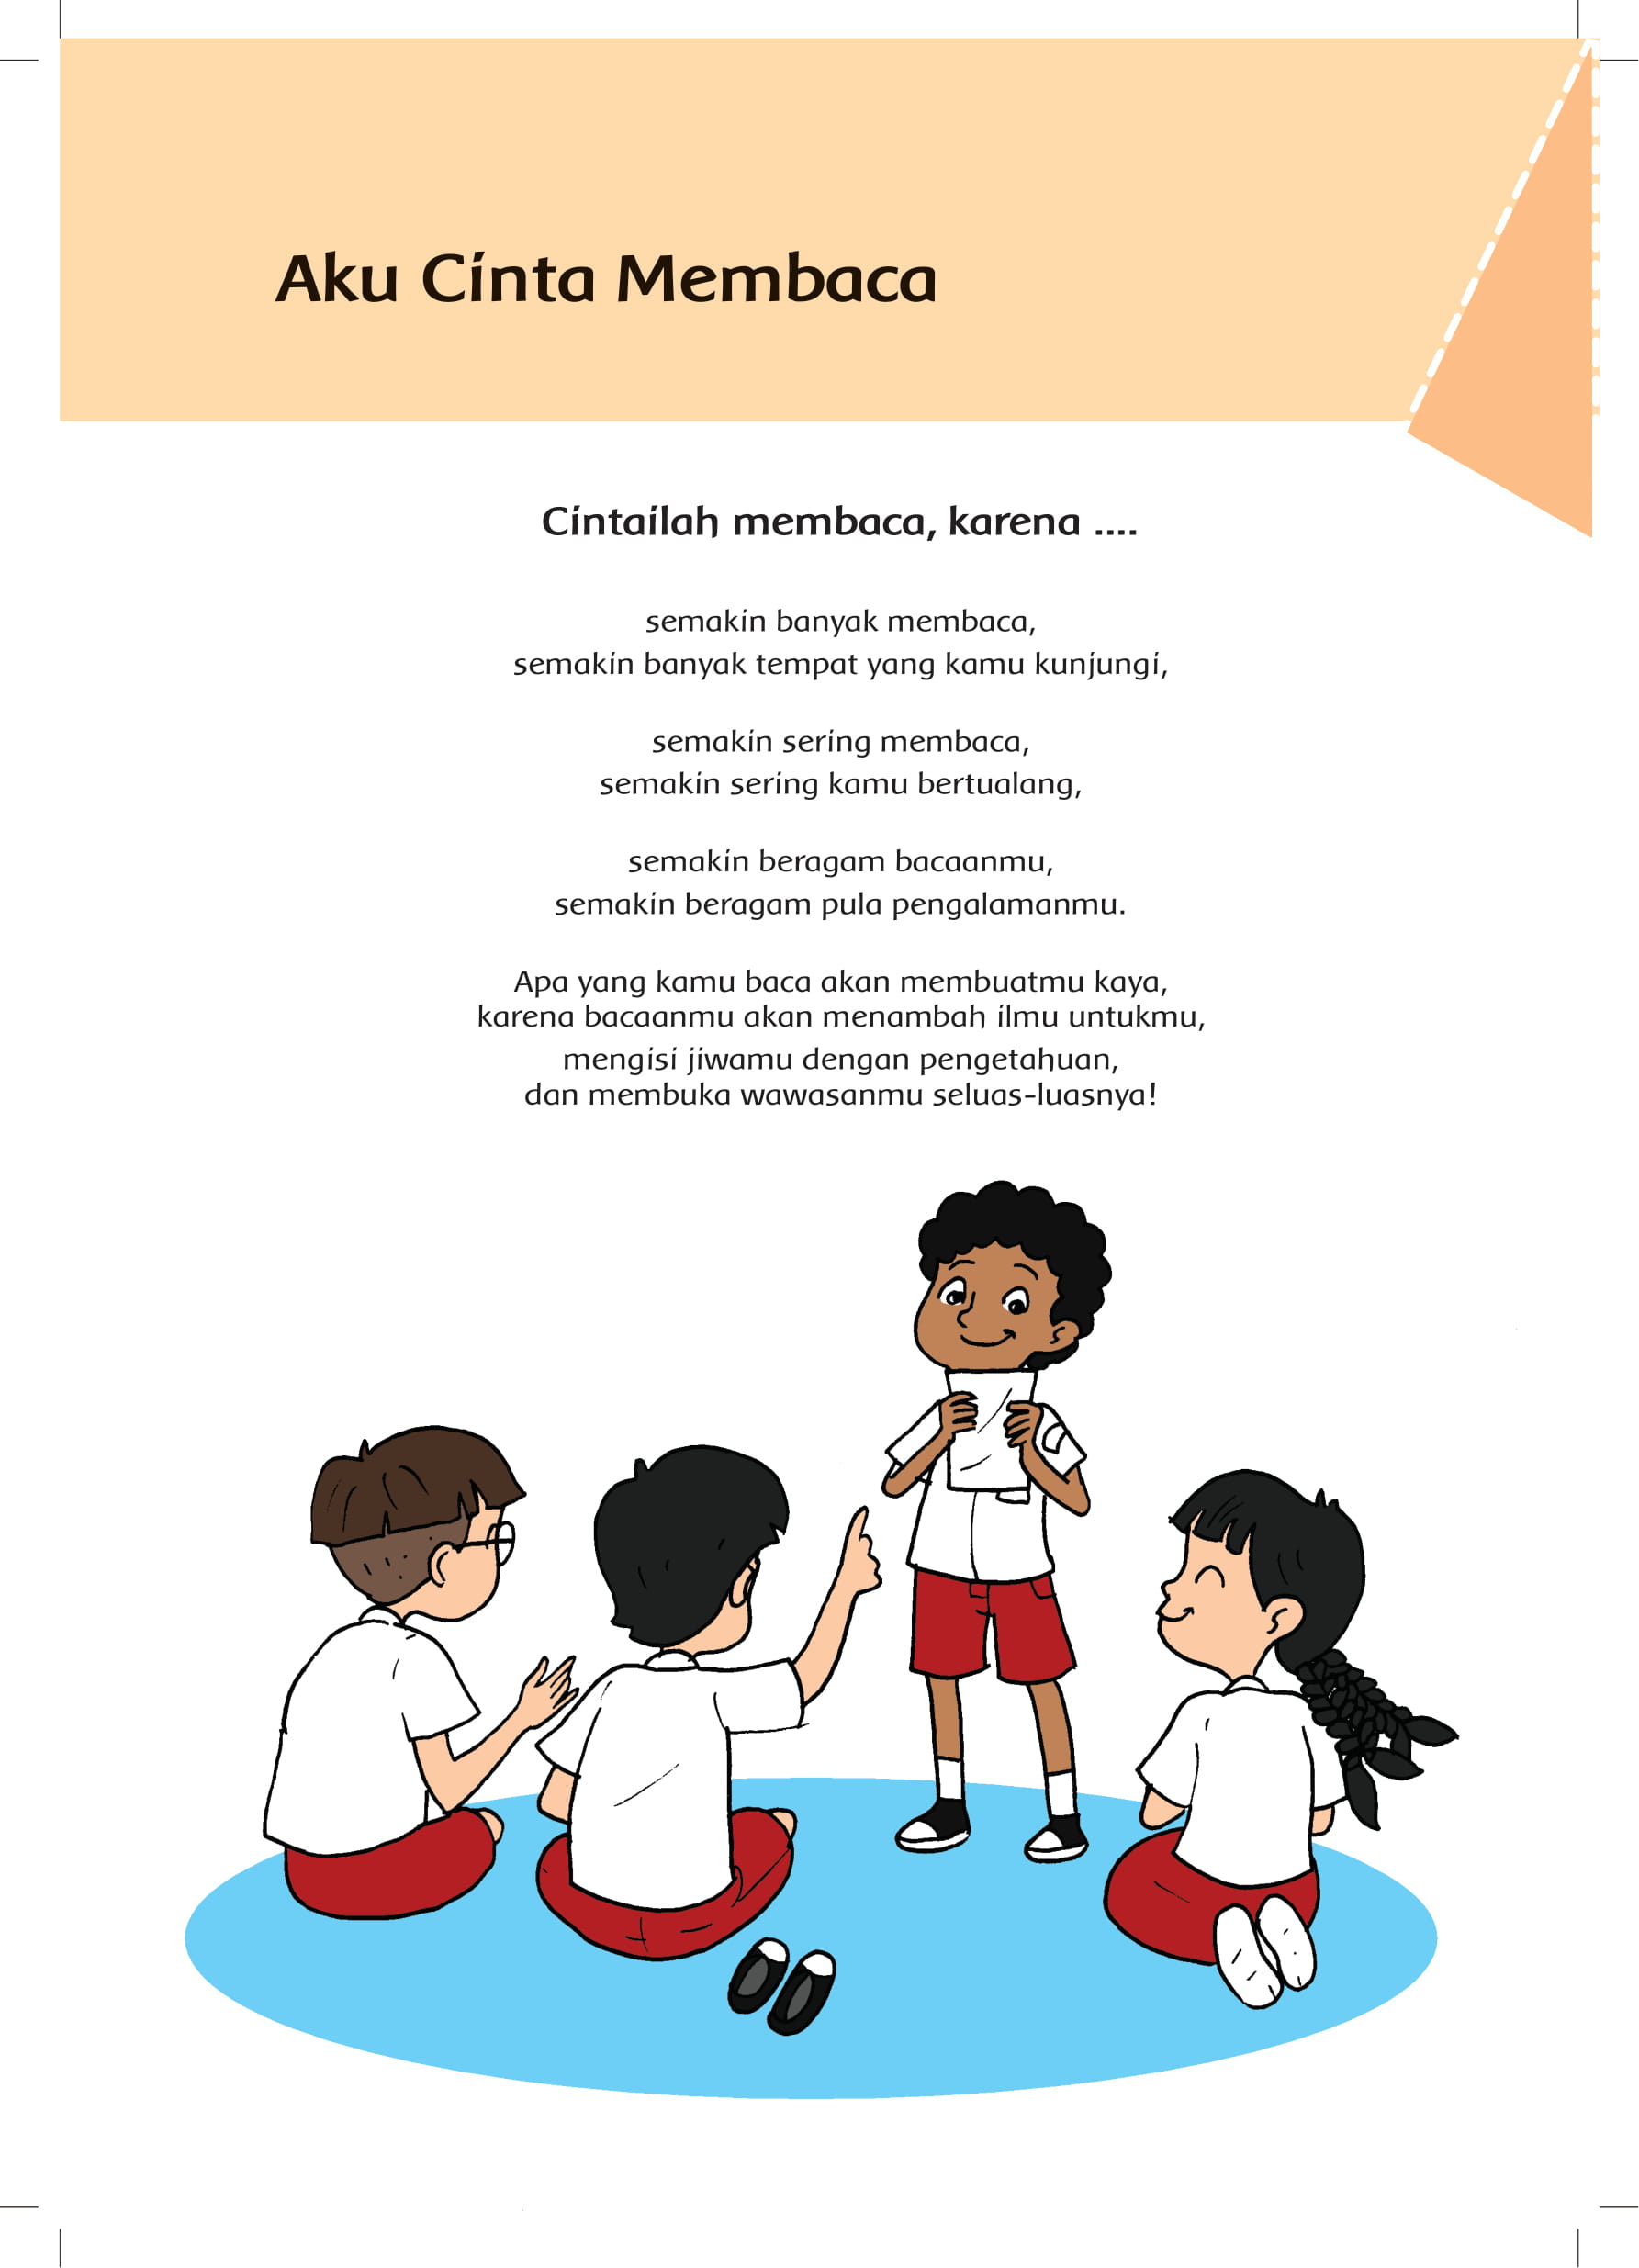 Aku Cinta Membaca
Cintailah membaca, karena ....
semakin banyak membaca,
semakin banyak tempat yang kamu kunjungi,
semakin sering membaca,
semakin sering kamu bertualang,
semakin beragam bacaanmu,
semakin beragam pula pengalamanmu.
Apa yang kamu baca akan membuatmu kaya,
karena bacaanmu akan menambah ilmu untukmu,
mengisi jiwamu dengan pengetahuan,
dan membuka wawasanmu seluas-luasnya!